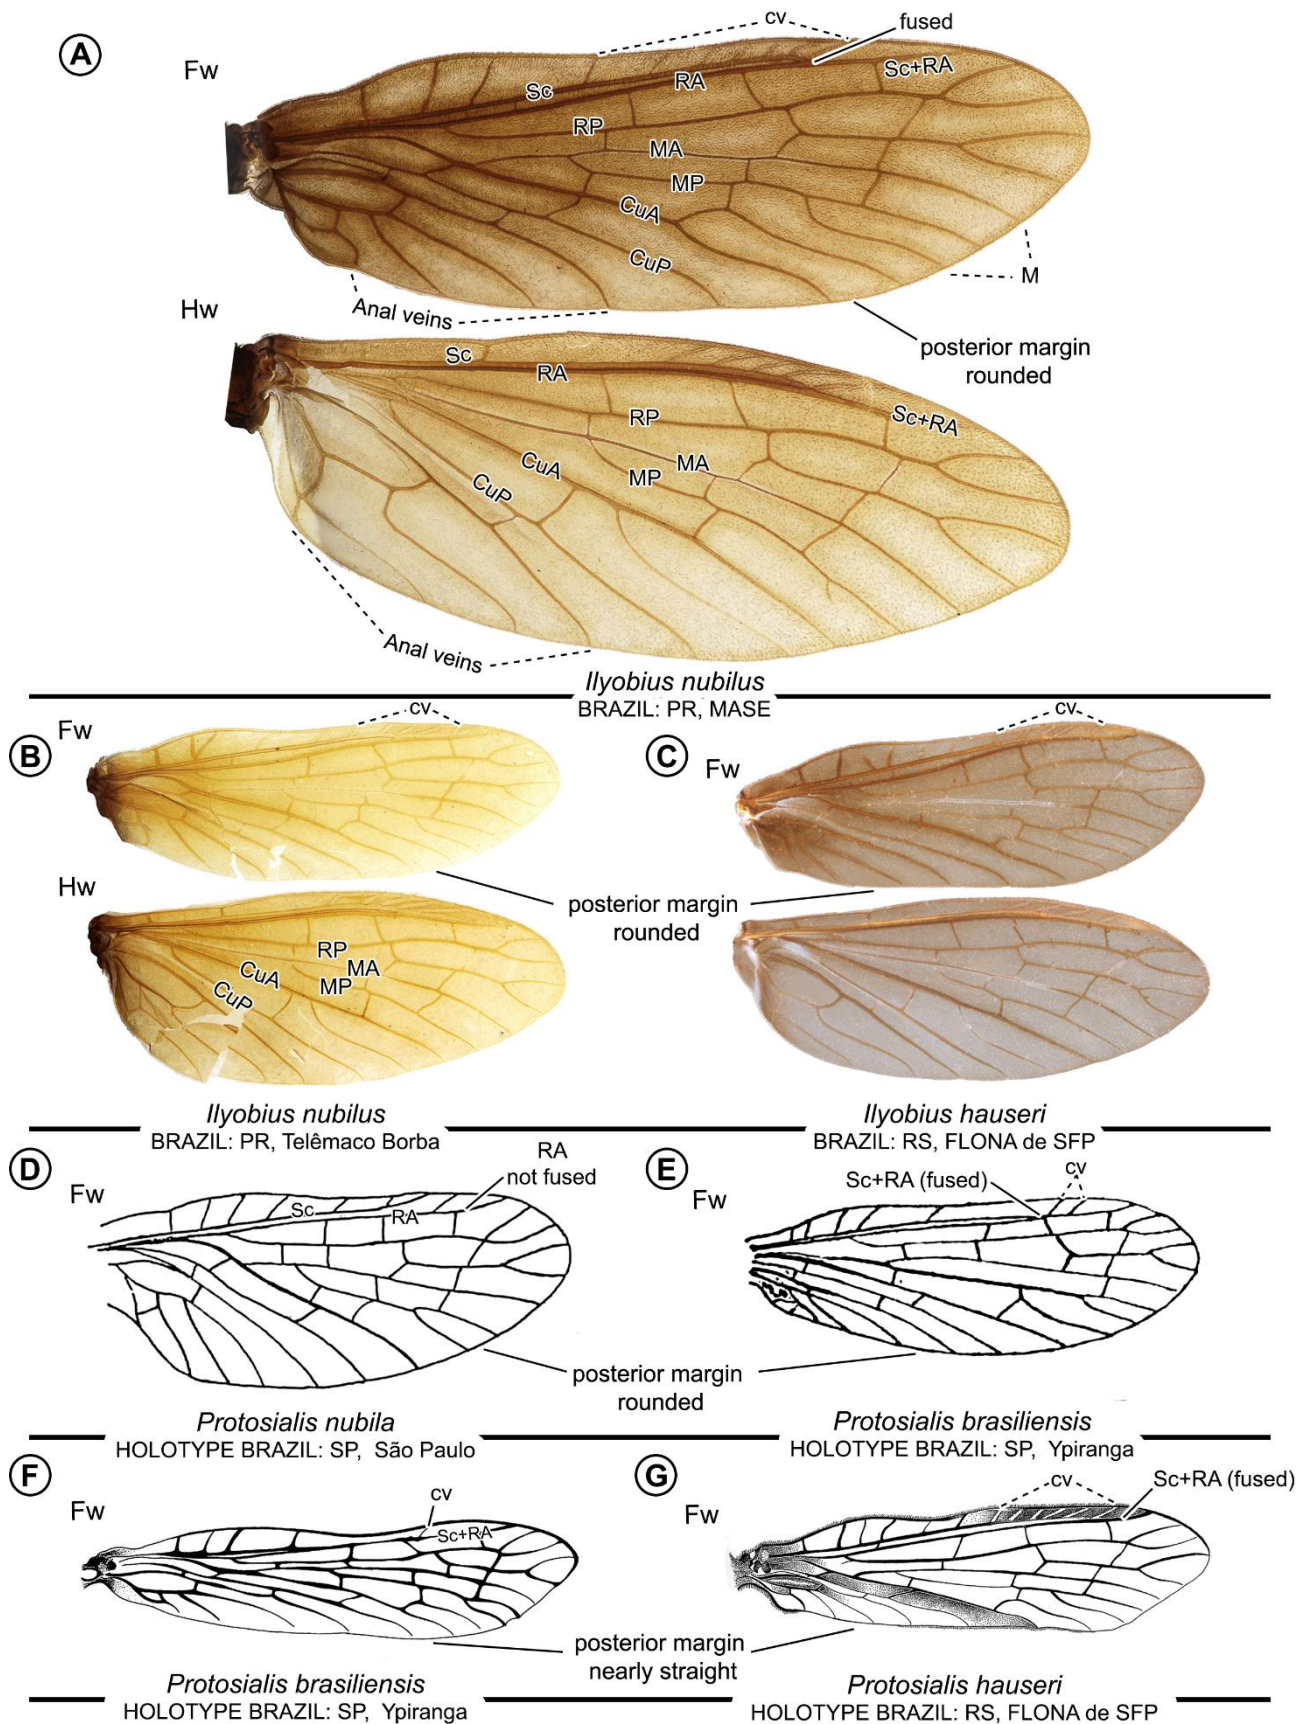 A
Fw
cv
fused
Sc
RA
Sc+RA
RP
MA
MP
CuA
CuP
M
Anal veins
posterior margin
rounded
Hw
Sc
RA
Sc+RA
RP
MA
MP
CuA
CuP
Anal veins
Ilyobius nubilus
BRAZIL: PR, MASE
B
Fw
cv
Hw
RP
MA
CuA
MP
CuP
posterior margin
rounded
C
Fw
cv
Ilyobius nubilus
BRAZIL: PR, Telêmaco Borba
Ilyobius hauseri
BRAZIL: RS, FLONA de SFP
D
Fw
RA
not fused
Sc
RA
E
Fw
Sc+RA (fused)
cv
posterior margin
rounded
Protosialis nubila
HOLOTYPE BRAZIL: SP, São Paulo
Protosialis brasiliensis
HOLOTYPE BRAZIL: SP, Ypiranga
F
Fw
cv
Sc+RA
G
Fw
cv
Sc+RA (fused)
posterior margin
nearly straight
Protosialis brasiliensis
HOLOTYPE BRAZIL: SP, Ypiranga
Protosialis hauseri
HOLOTYPE BRAZIL: RS, FLONA de SFP